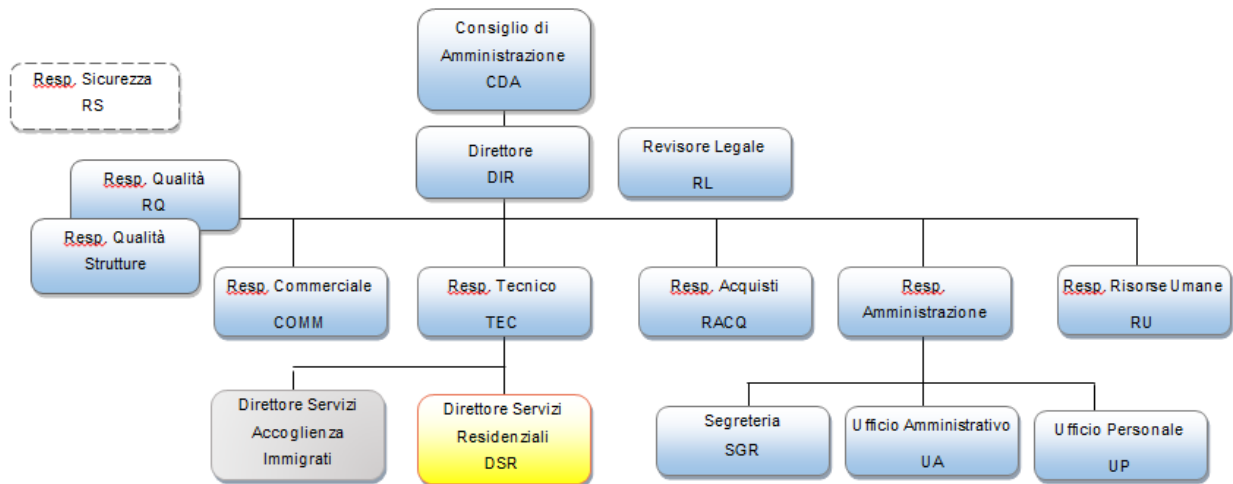 Consiglio di
Amministrazione
CDA
Resp. Sicurezza
RS
Direttore
DIR
Revisore Legale
RL
Resp. Qualità
RQ
Resp. Qualità
Strutture
Resp. Commerciale
COMM
Resp. Tecnico
TEC
Resp. Acquisti
RACQ
Resp.
Amministrazione
Resp. Risorse Umane
RU
Direttore Servizi
Accoglienza
Immigrati
Direttore Servizi
Residenziali
DSR
Segreteria
SGR
Ufficio Amministrativo
UA
Ufficio Personale
UP